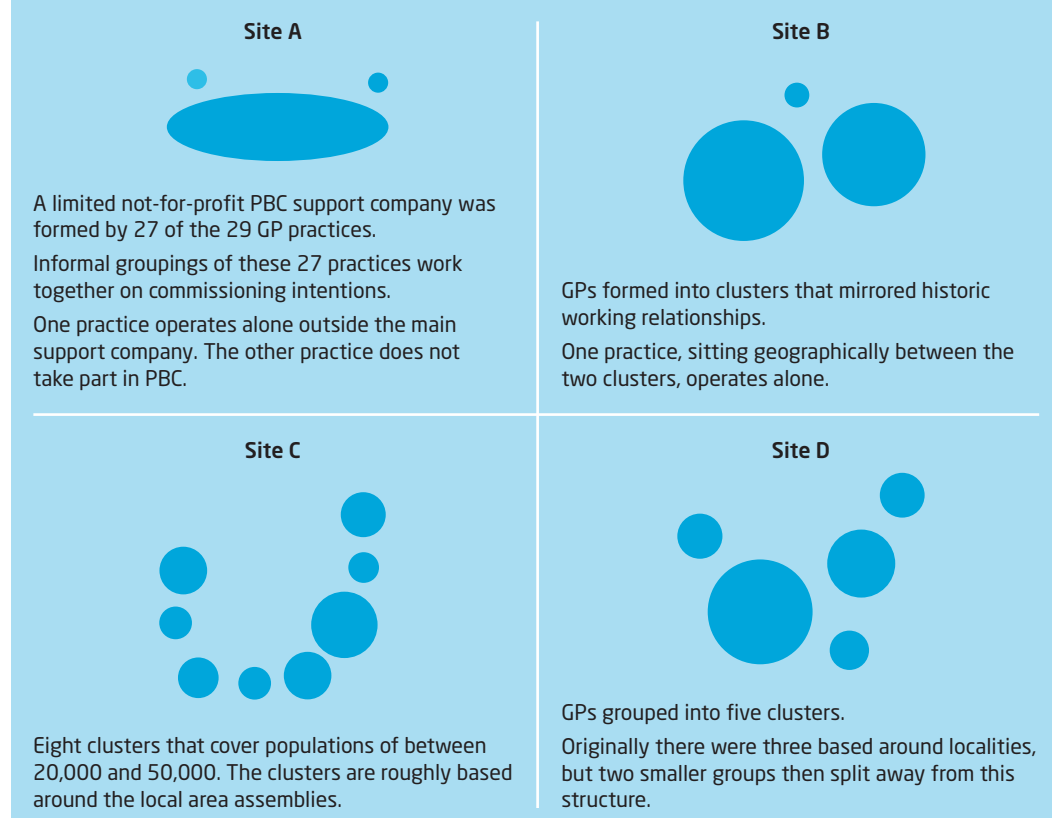 Site A
A limited not-for-profit PBC support company was
formed by 27 of the 29 GP practices.
Informal groupings of these 27 practices work
together on commissioning intentions.
One practice operates alone outside the main
support company. The other practice does not
take part in PBC.
Site B
GPs formed into clusters that mirrored historic
working relationships.
One practice, sitting geographically between the
two clusters, operates alone.
Site C
Eight clusters that cover populations of between
20,000 and 50,000. The clusters are roughly based
around the local area assemblies.
Site D
GPs grouped into five clusters.
Originally there were three based around localities,
but two smaller groups then split away from this
structure.